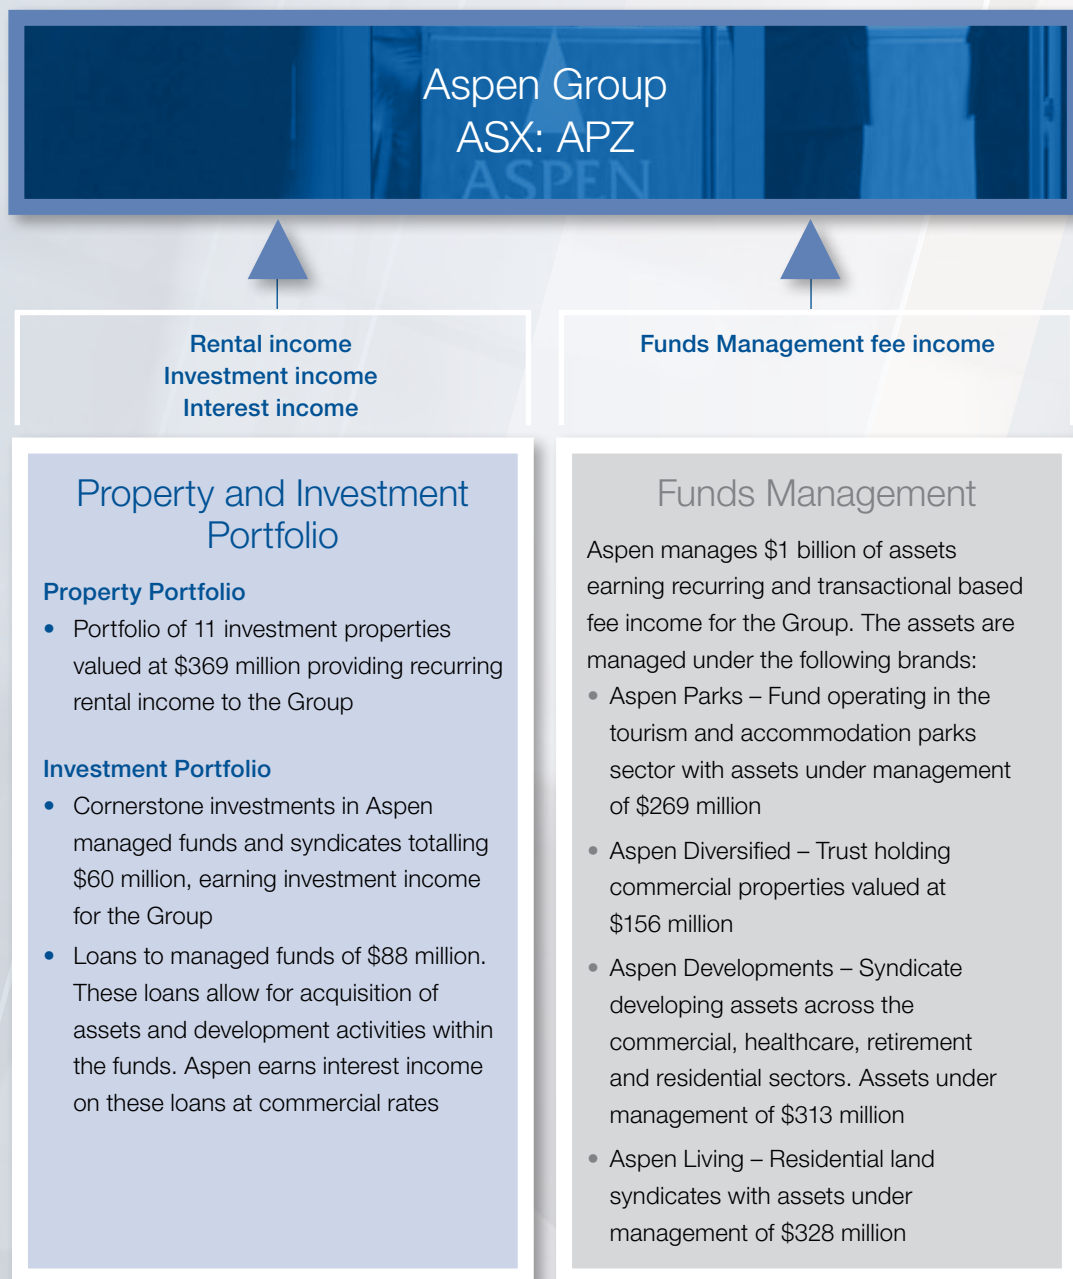 Aspen Group
ASX: APZ
ASPEN
Rental income
Investment income
Interest income
Funds Management fee income
Property and Investment
Portfolio
Property Portfolio
• Portfolio of 11 investment properties
valued at $369 million providing recurring
rental income to the Group
Investment Portfolio
• Cornerstone investments in Aspen
managed funds and syndicates totalling
$60 million, earning investment income
for the Group
• Loans to managed funds of $88 million.
These loans allow for acquisition of
assets and development activities within
the funds. Aspen earns interest income
on these loans at commercial rates
Funds Management
Aspen manages $1 billion of assets
earning recurring and transactional based
fee income for the Group. The assets are
managed under the following brands:
• Aspen Parks – Fund operating in the
tourism and accommodation parks
sector with assets under management
of $269 million
• Aspen Diversified – Trust holding
commercial properties valued at
$156 million
• Aspen Developments – Syndicate
developing assets across the
commercial, healthcare, retirement
and residential sectors. Assets under
management of $313 million
• Aspen Living – Residential land
syndicates with assets under
management of $328 million